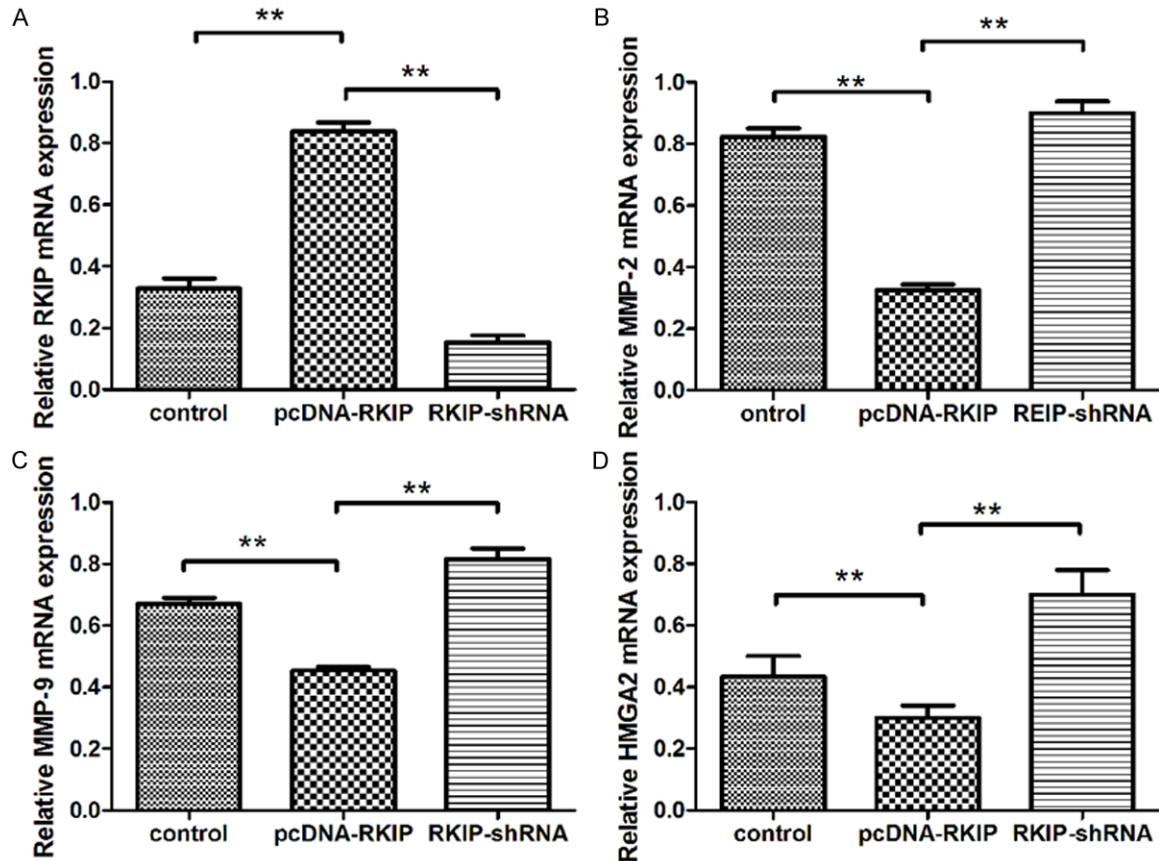 A
**
**
Relative RKIP mRNA expression
1.0
0.8
0.6
0.4
0.2
0.0
control pcDNA-RKIP RKIP-shRNA
B
**
**
Relative MMP-2 mRNA expression
1.0
0.8
0.6
0.4
0.2
0.0
ontrol pcDNA-RKIP REIP-shRNA
C
**
**
Relative MMP-9 mRNA expression
1.0
0.8
0.6
0.4
0.2
0.0
control pcDNA-RKIP RKIP-shRNA
D
**
**
Relative HMGA2 mRNA expression
1.0
0.8
0.6
0.4
0.2
0.0
control pcDNA-RKIP RKIP-shRNA